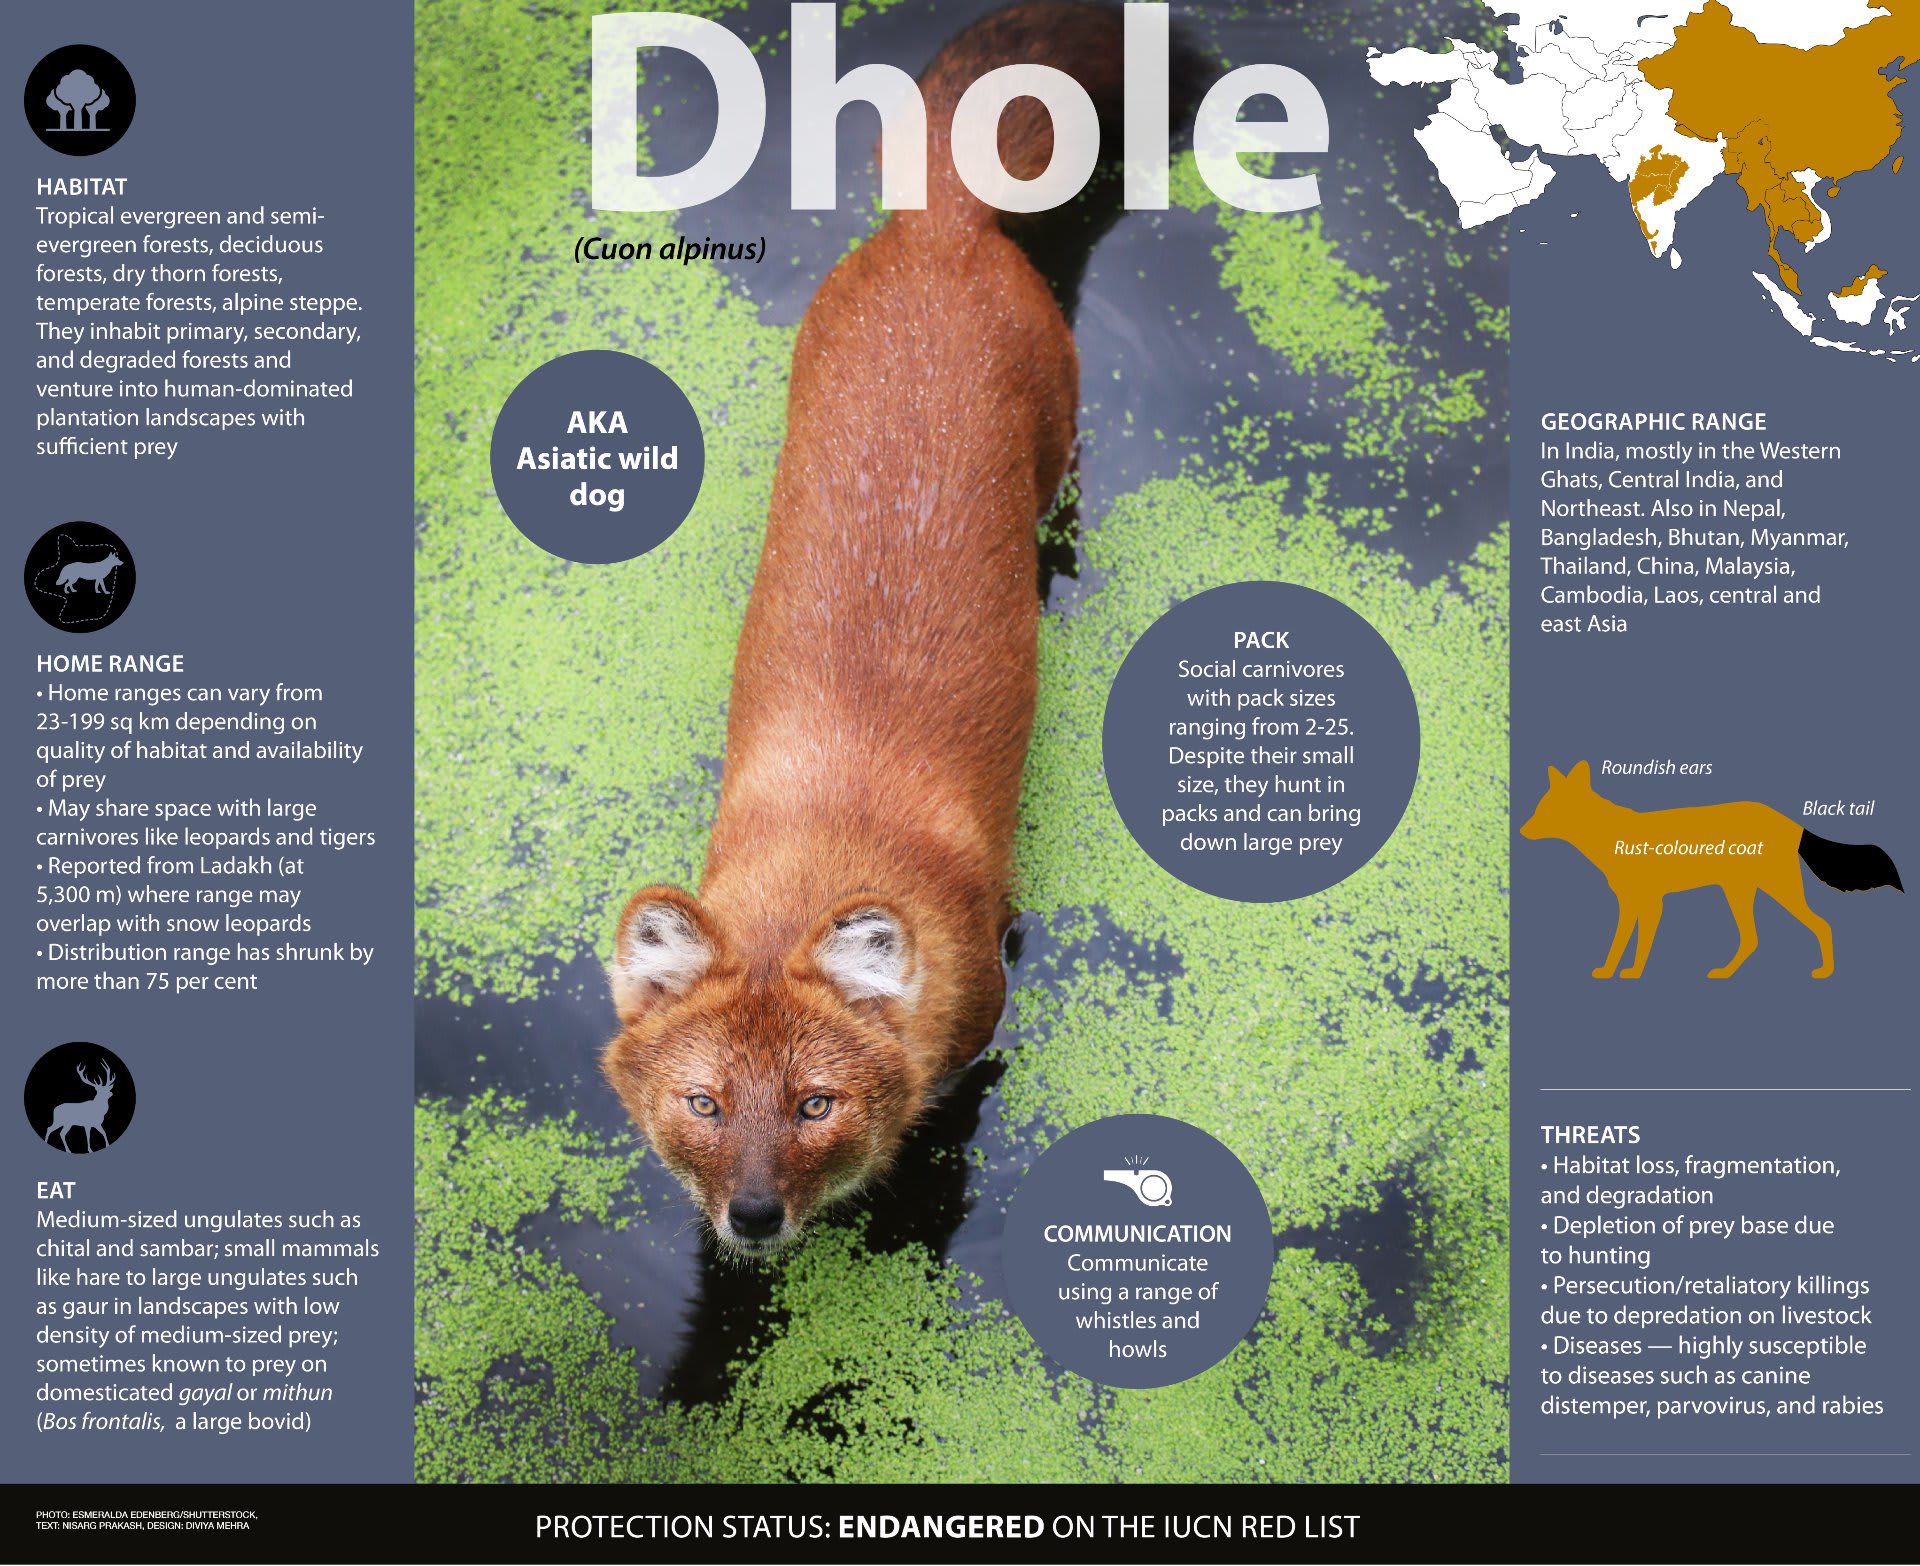 Dhole
(Cuon alpinus)
HABITAT
Tropical evergreen and semi-
evergreen forests, deciduous
forests, dry thorn forests,
temperate forests, alpine steppe.
They inhabit primary, secondary,
and degraded forests and
venture into human-dominated
plantation landscapes with
sufficient prey
HOME RANGE
• Home ranges can vary from
23-199 sq km depending on
quality of habitat and availability
of prey
• May share space with large
carnivores like leopards and tigers
• Reported from Ladakh (at
5,300 m) where range may
overlap with snow leopards
• Distribution range has shrunk by
more than 75 per cent
EAT
Medium-sized ungulates such as
chital and sambar; small mammals
like hare to large ungulates such
as gaur in landscapes with low
density of medium-sized prey;
sometimes known to prey on
domesticated gayal or mithun
(Bos frontalis, a large bovid)
AKA
Asiatic wild
dog
PACK
Social carnivores
with pack sizes
ranging from 2-25.
Despite their small
size, they hunt in
packs and can bring
down large prey
COMMUNICATION
Communicate
using a range of
whistles and
howls
GEOGRAPHIC RANGE
In India, mostly in the Western
Ghats, Central India, and
Northeast. Also in Nepal,
Bangladesh, Bhutan, Myanmar,
Thailand, China, Malaysia,
Cambodia, Laos, central and
east Asia
Roundish ears
Black tail
Rust-coloured coat
THREATS
• Habitat loss, fragmentation,
and degradation
• Depletion of prey base due
to hunting
• Persecution/retaliatory killings
due to depredation on livestock
• Diseases — highly susceptible
to diseases such as canine
distemper, parvovirus, and rabies
PHOTO: ESMERALDA EDENBERG/SHUTTERSTOCK,
TEXT: NISARG PRAKASH, DESIGN: DIVIYA MEHRA
PROTECTION STATUS: ENDANGERED ON THE IUCN RED LIST